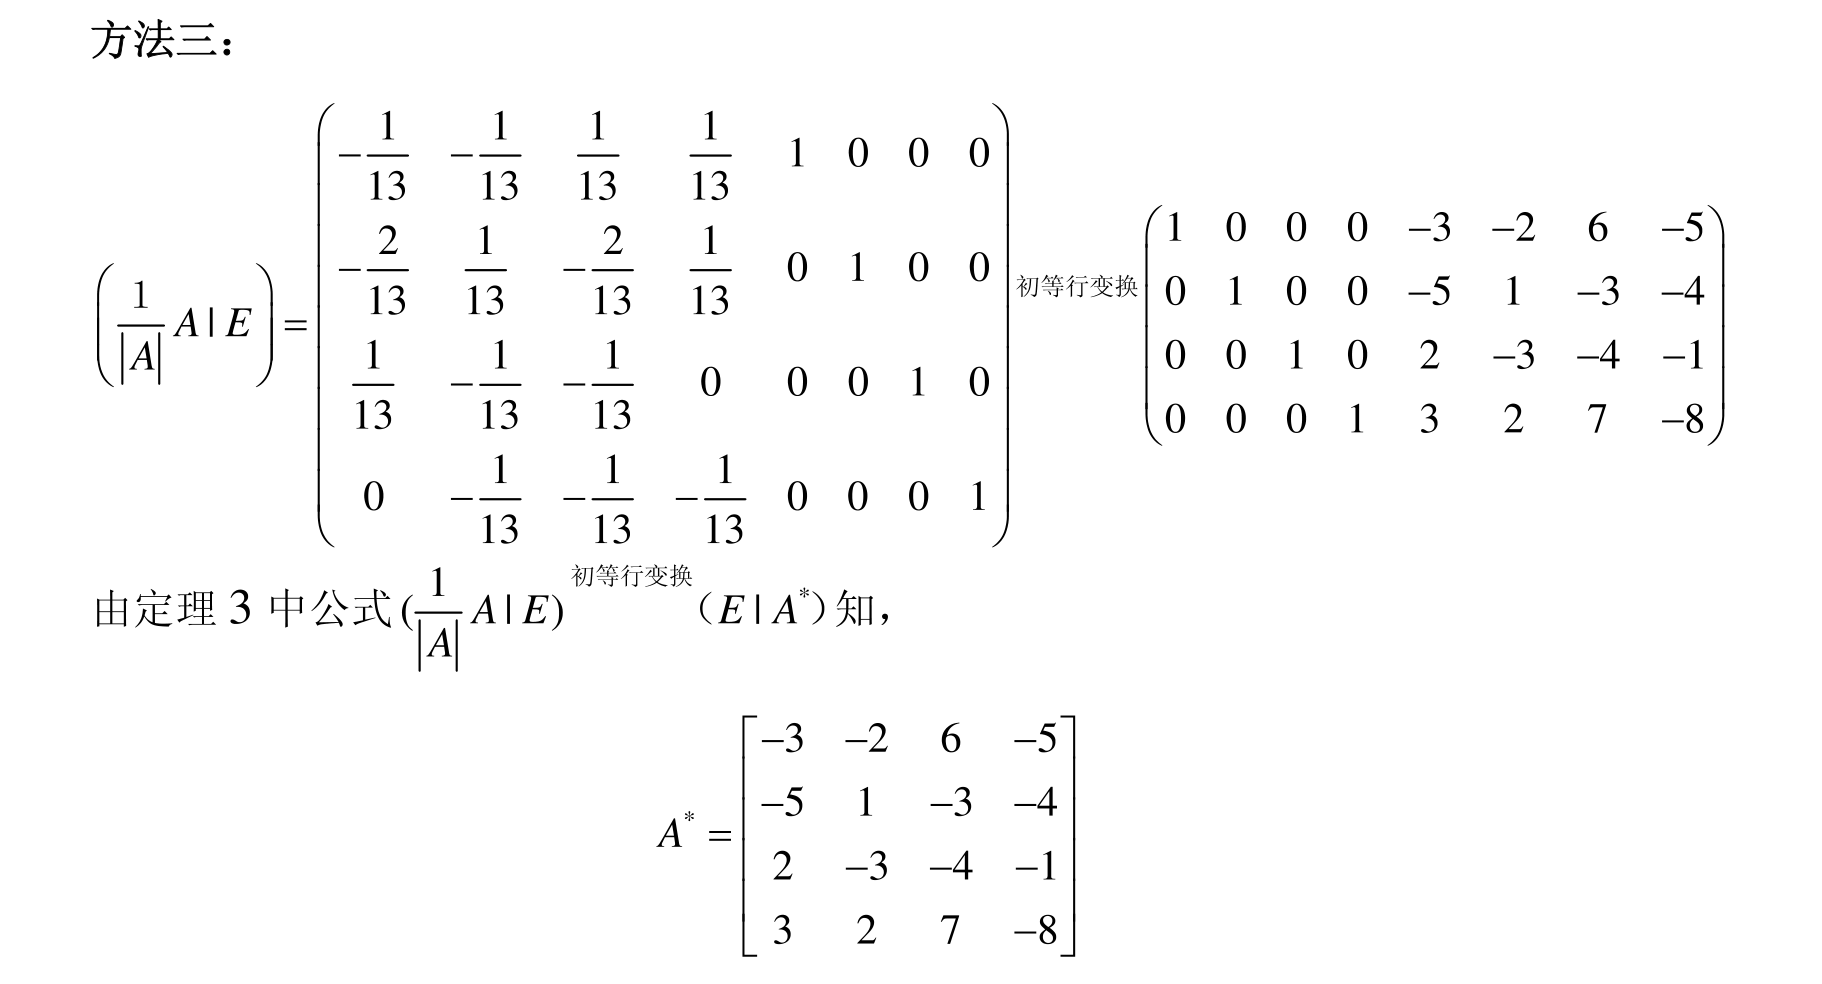 方法三：
$\left(\frac{1}{|A|}A|E\right)=\begin{pmatrix}-\frac{1}{13}&-\frac{1}{13}&\frac{1}{13}&\frac{1}{13}&1&0&0&0\\-\frac{2}{13}&\frac{1}{13}&-\frac{2}{13}&\frac{1}{13}&0&1&0&0\\\frac{1}{13}&-\frac{1}{13}&-\frac{1}{13}&0&0&0&1&0\\0&-\frac{1}{13}&-\frac{1}{13}&-\frac{1}{13}&0&0&0&1\end{pmatrix}$ 初等行变换 $\begin{pmatrix}1&0&0&0&-3&-2&6&-5\\0&1&0&0&-5&1&-3&-4\\0&0&1&0&2&-3&-4&-1\\0&0&0&1&3&2&7&-8\end{pmatrix}$
由定理 3 中公式 $(\frac{1}{|A|}A|E)$ 初等行变换 $（E|A^*）$知，
$A^*=\begin{bmatrix}-3&-2&6&-5\\-5&1&-3&-4\\2&-3&-4&-1\\3&2&7&-8\end{bmatrix}$